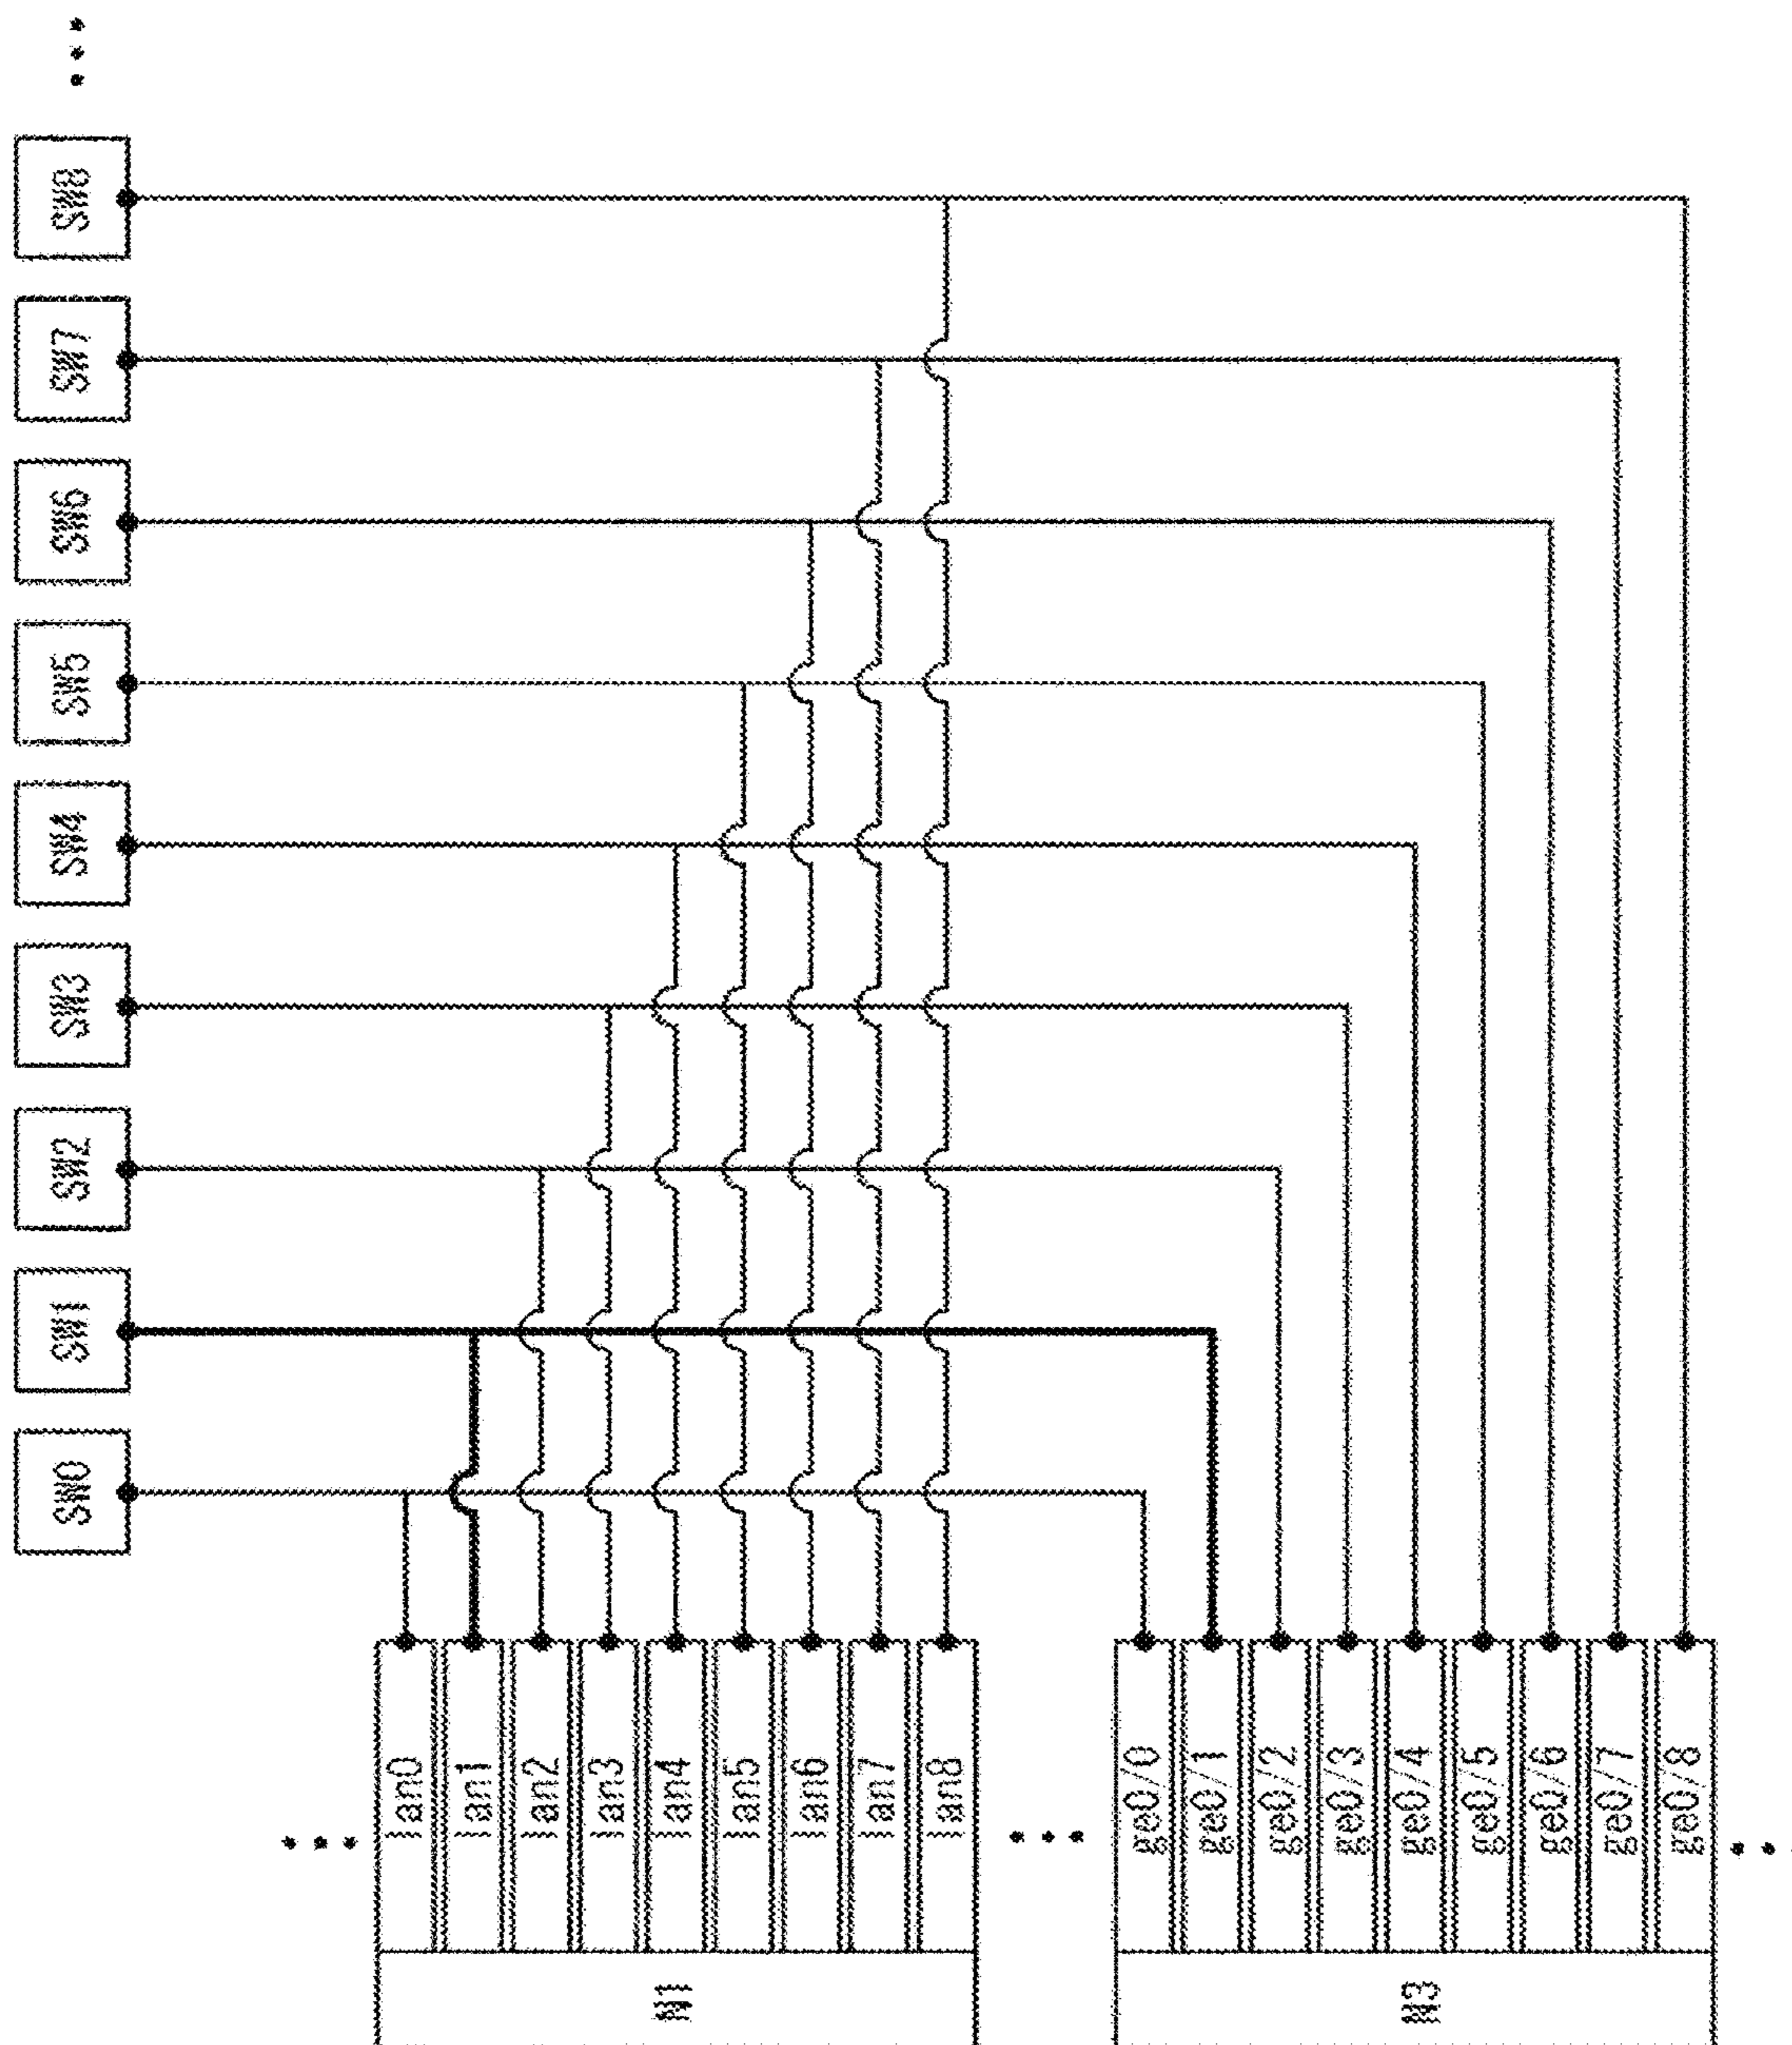 SW8
SW7
SW6
SW5
SW4
SW3
SW2
SW1
SW0
lan0
lan1
lan2
lan3
lan4
lan5
lan6
lan7
lan8
ge0/0
ge0/1
ge0/2
ge0/3
ge0/4
ge0/5
ge0/6
ge0/7
ge0/8
N1
N3